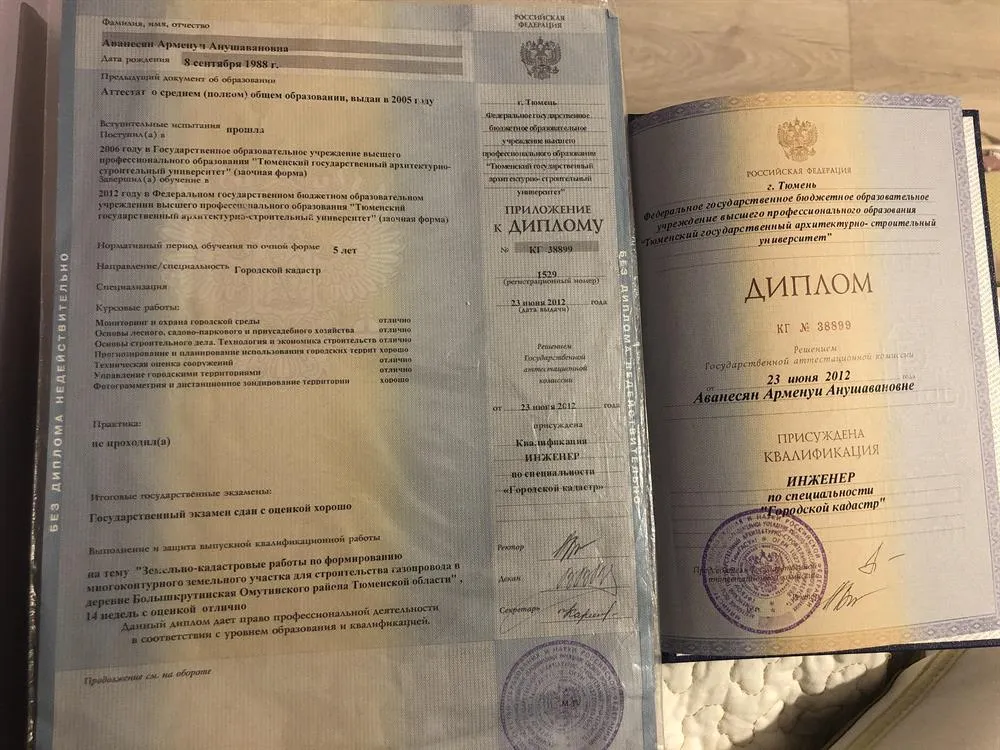 Фамилия, имя, отчество
Аванесян Арменуи Анушавановна
Дата рождения 8 сентября 1988 г.
Предыдущий документ об образовании
Аттестат о среднем (полном) общем образовании, выдан в 2005 году
Вступительные испытания прошла
Поступил(а) в
2006 году в Государственное образовательное учреждение высшего
профессионального образования "Тюменский государственный архитектурно-
строительный университет" (заочная форма)
Завершил(а) обучение в
2012 году в Федеральном государственном бюджетном образовательном
учреждении высшего профессионального образования "Тюменский
государственный архитектурно-строительный университет" (заочная форма)
Нормативный период обучения по очной форме 5 лет
Направление/специальность Городской кадастр
Специализация
Курсовые работы:
Мониторинг и охрана городской среды отлично
Основы лесного, садово-паркового и приусадебного хозяйства отлично
Основы строительного дела. Технология и экономика строительств отлично
Прогнозирование и планирование использования городских террит хорошо
Техническая оценка сооружений отлично
Управление городскими территориями отлично
Фотограмметрия и дистанционное зондирование территории хорошо
Практика:
не проходил(а)
Итоговые государственные экзамены:
Государственный экзамен сдан с оценкой хорошо
Выполнение и защита выпускной квалификационной работы
на тему "Земельно-кадастровые работы по формированию
многоконтурного земельного участка для строительства газопровода в
деревне Большекрутинская Омутинского района Тюменской области" ,
14 недель с оценкой отлично
Данный диплом дает право профессиональной деятельности
в соответствии с уровнем образования и квалификацией.
Продолжение см. на обороте
БЕЗ ДИПЛОМА НЕДЕЙСТВИТЕЛЬНО
РОССИЙСКАЯ
ФЕДЕРАЦИЯ
г. Тюмень
Федеральное государственное
бюджетное образовательное
учреждение высшего
профессионального образования
"Тюменский государственный
архитектурно- строительный
университет"
ПРИЛОЖЕНИЕ
К ДИПЛОМУ
№ КГ 38899
1529
(регистрационный номер)
23 июня 2012 года
(дата выдачи)
Решением
Государственной
аттестационной
комиссии
от 23 июня 2012 года
присуждена
Квалификация
ИНЖЕНЕР
по специальности
«Городской кадастр»
Ректор
Декан
Секретарь
БЕЗ ДИПЛОМА НЕДЕЙСТВИТЕЛЬНО
РОССИЙСКАЯ ФЕДЕРАЦИЯ
г. Тюмень
Федеральное государственное бюджетное образовательное
учреждение высшего профессионального образования
"Тюменский государственный архитектурно- строительный
университет"
ДИПЛОМ
КГ № 38899
Решением
Государственной аттестационной комиссии
от 23 июня 2012 года
Аванесян Арменуи Анушавановне
ПРИСУЖДЕНА
КВАЛИФИКАЦИЯ
ИНЖЕНЕР
по специальности
"Городской кадастр"